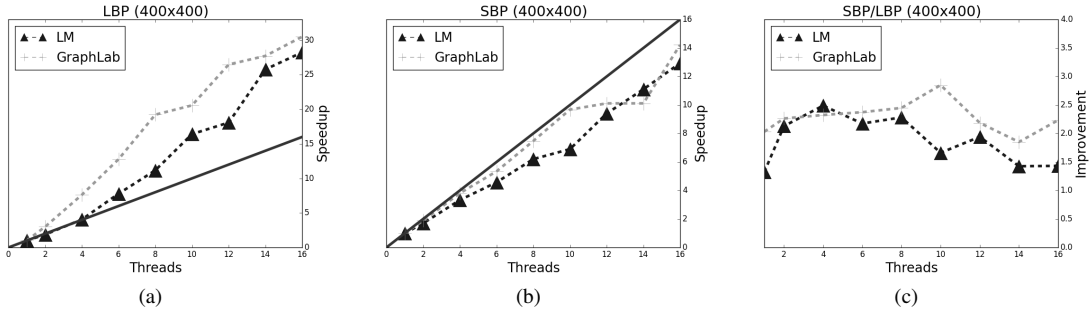 LBP (400x400)
LM
GraphLab
30
25
20
15
10
5
0
Speedup
0 2 4 6 8 10 12 14 16
Threads
(a)
SBP (400x400)
LM
GraphLab
16
14
12
10
8
6
4
2
0
Speedup
0 2 4 6 8 10 12 14 16
Threads
(b)
SBP/LBP (400x400)
LM
GraphLab
4.0
3.5
3.0
2.5
2.0
1.5
1.0
0.5
0.0
Improvement
2 4 6 8 10 12 14 16
Threads
(c)